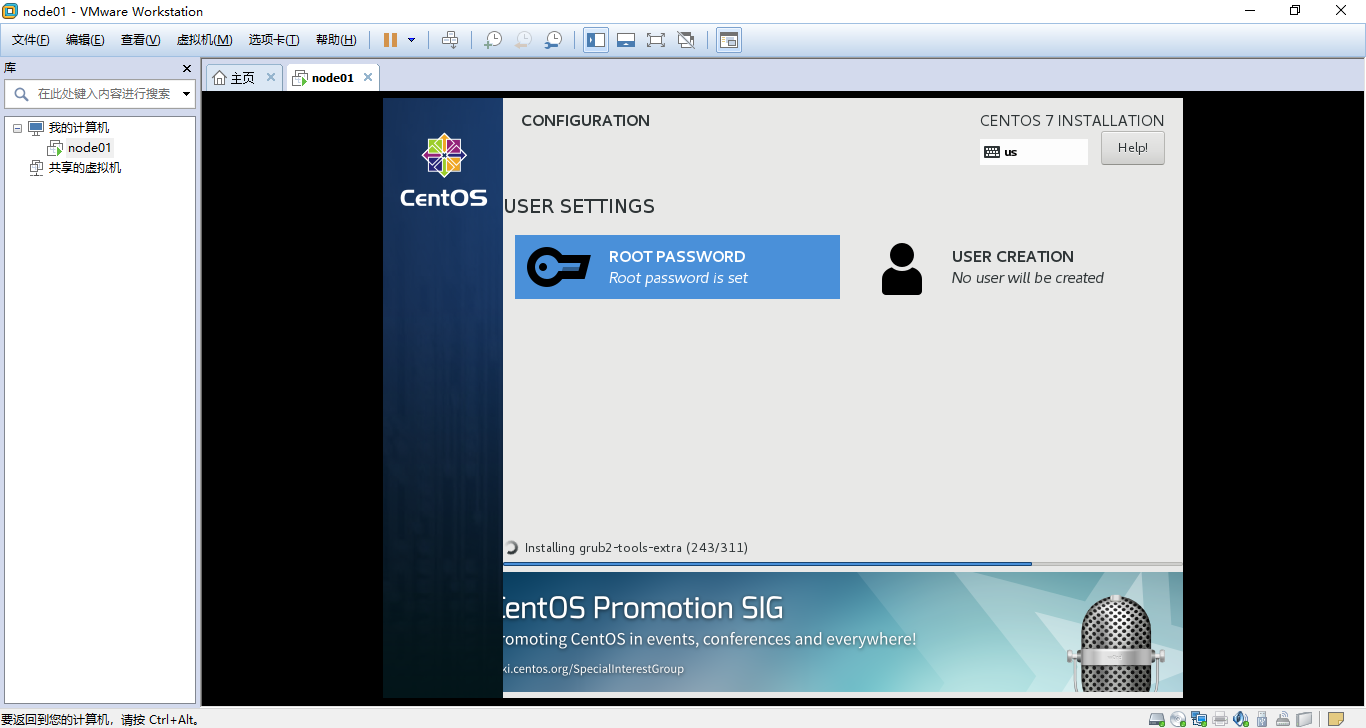 node01 - VMware Workstation
文件(F) 编辑(E) 查看(V) 虚拟机(M) 选项卡(T) 帮助(H)
库
在此处键入内容进行搜索
我的计算机
node01
共享的虚拟机
主页
node01
CentOS
CONFIGURATION
CENTOS 7 INSTALLATION
us
Help!
USER SETTINGS
ROOT PASSWORD
Root password is set
USER CREATION
No user will be created
Installing grub2-tools-extra (243/311)
entOS Promotion SIG
romoting CentOS in events, conferences and everywhere!
ki.centos.org/SpecialInterestGroup
要返回到您的计算机，请按 Ctrl+Alt。